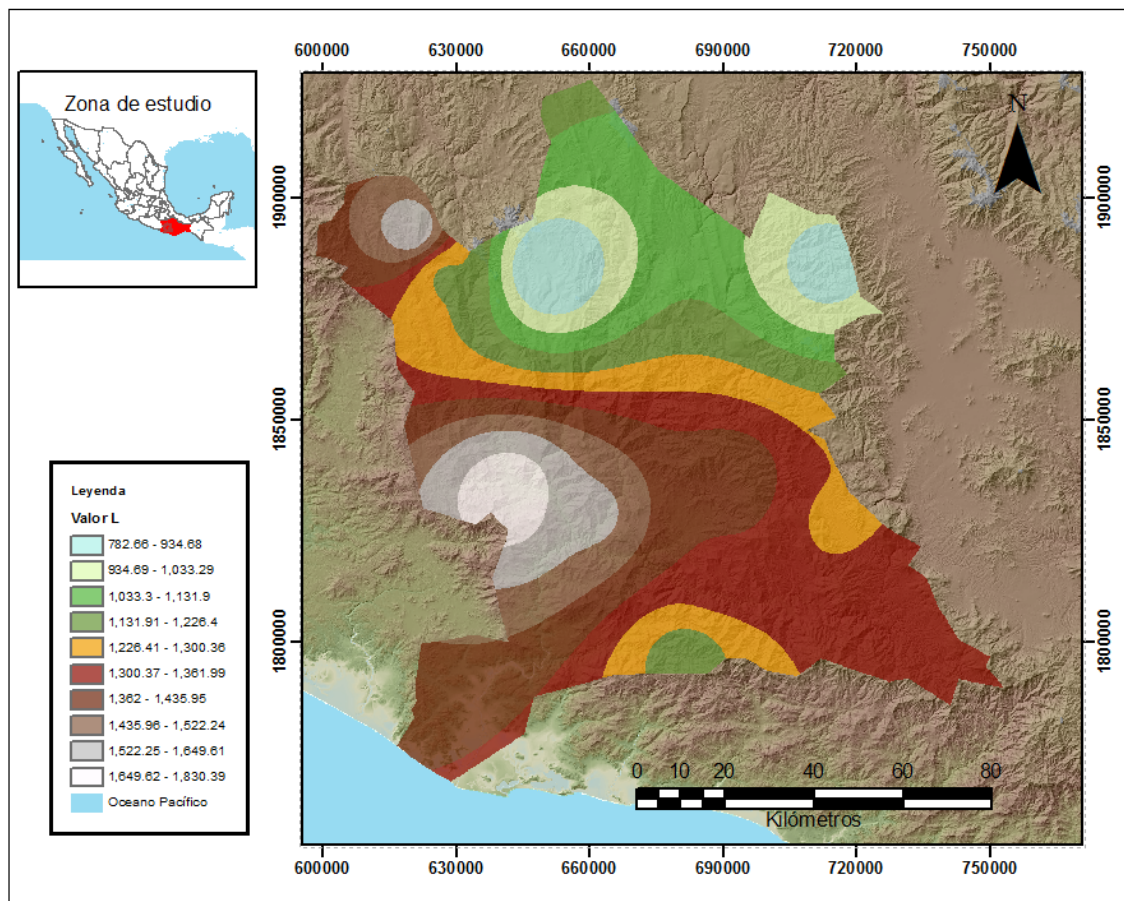 Zona de estudio
600000 630000 660000 690000 720000 750000
N
1900000 1900000
1850000 1850000
1800000 1800000
Leyenda
Valor L
782.66 - 934.68
934.69 - 1,033.29
1,033.3 - 1,131.9
1,131.91 - 1,226.4
1,226.41 - 1,300.36
1,300.37 - 1,361.99
1,362 - 1,435.95
1,435.96 - 1,522.24
1,522.25 - 1,649.61
1,649.62 - 1,830.39
Oceano Pacífico
0 10 20 40 60 80
Kilómetros
600000 630000 660000 690000 720000 750000